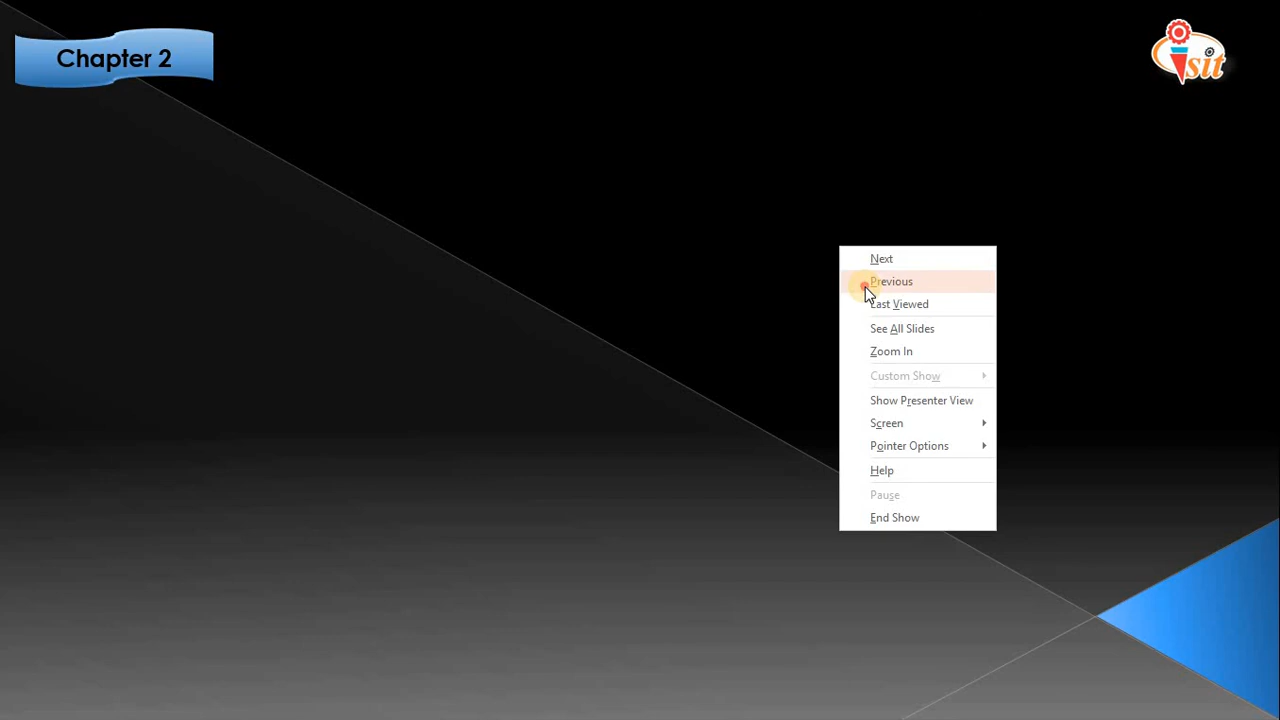 Chapter 2
sit
Next
Previous
Last Viewed
See All Slides
Zoom In
Custom Show
Show Presenter View
Screen
Pointer Options
Help
Pause
End Show